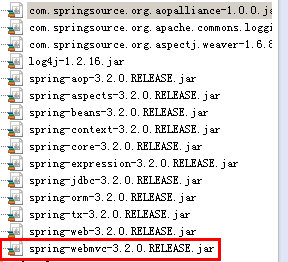 com.springsource.org.aopalliance-1.0.0.ja
com.springsource.org.apache.commons.loggi
com.springsource.org.aspectj.weaver-1.6.8
log4j-1.2.16.jar
spring-aop-3.2.0.RELEASE.jar
spring-aspects-3.2.0.RELEASE.jar
spring-beans-3.2.0.RELEASE.jar
spring-context-3.2.0.RELEASE.jar
spring-core-3.2.0.RELEASE.jar
spring-expression-3.2.0.RELEASE.jar
spring-jdbc-3.2.0.RELEASE.jar
spring-orm-3.2.0.RELEASE.jar
spring-tx-3.2.0.RELEASE.jar
spring-web-3.2.0.RELEASE.jar
spring-webmvc-3.2.0.RELEASE.jar